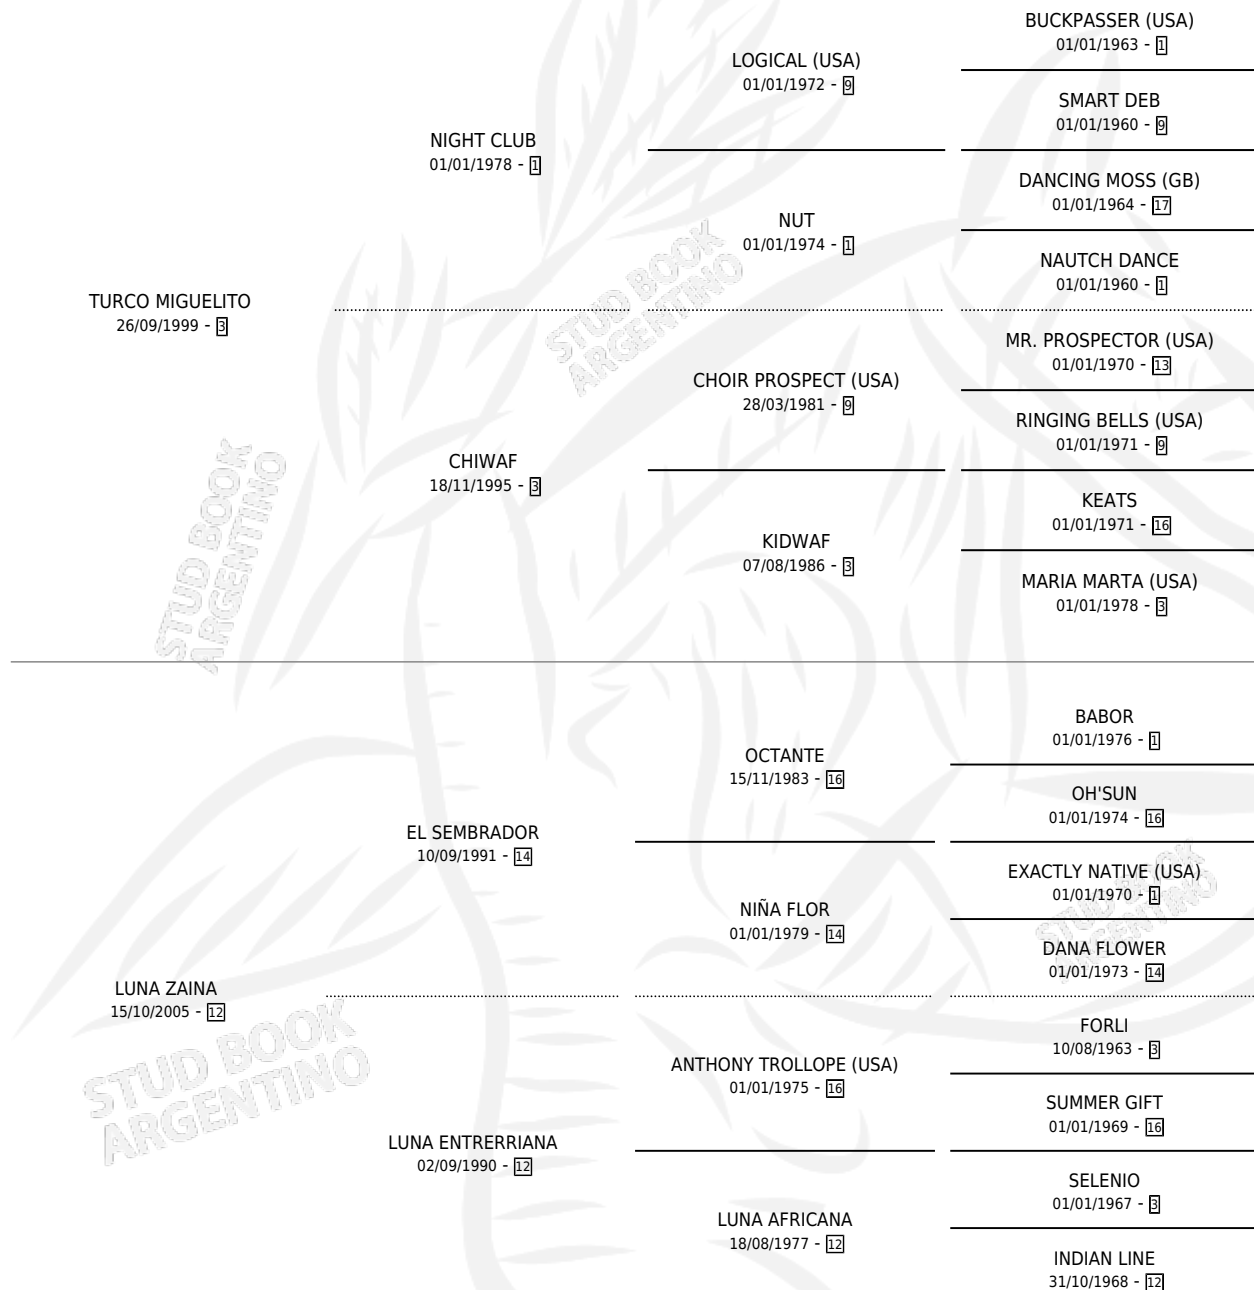 BUCKPASSER (USA)
01/01/1963 - 1
LOGICAL (USA)
01/01/1972 - 9
SMART DEB
01/01/1960 - 9
NIGHT CLUB
01/01/1978 - 1
DANCING MOSS (GB)
01/01/1964 - 17
NUT
01/01/1974 - 1
NAUTCH DANCE
01/01/1960 - 1
TURCO MIGUELITO
26/09/1999 - 3
MR. PROSPECTOR (USA)
01/01/1970 - 13
CHOIR PROSPECT (USA)
28/03/1981 - 9
RINGING BELLS (USA)
01/01/1971 - 9
CHIWAF
18/11/1995 - 3
KEATS
01/01/1971 - 16
KIDWAF
07/08/1986 - 3
MARIA MARTA (USA)
01/01/1978 - 3
BABOR
01/01/1976 - 1
OCTANTE
15/11/1983 - 16
OH'SUN
01/01/1974 - 16
EL SEMBRADOR
10/09/1991 - 14
EXACTLY NATIVE (USA)
01/01/1970 - 1
NIÑA FLOR
01/01/1979 - 14
DANA FLOWER
01/01/1973 - 14
LUNA ZAINA
15/10/2005 - 12
FORLI
10/08/1963 - 3
ANTHONY TROLLOPE (USA)
01/01/1975 - 16
SUMMER GIFT
01/01/1969 - 16
LUNA ENTRERRIANA
02/09/1990 - 12
SELENIO
01/01/1967 - 3
LUNA AFRICANA
18/08/1977 - 12
INDIAN LINE
31/10/1968 - 12
STUD BOOK
ARGENTINO
STUD BOOK
ARGENTINO
STUD BOOK
ARGENTINO
STUD BOOK
ARGENTINO